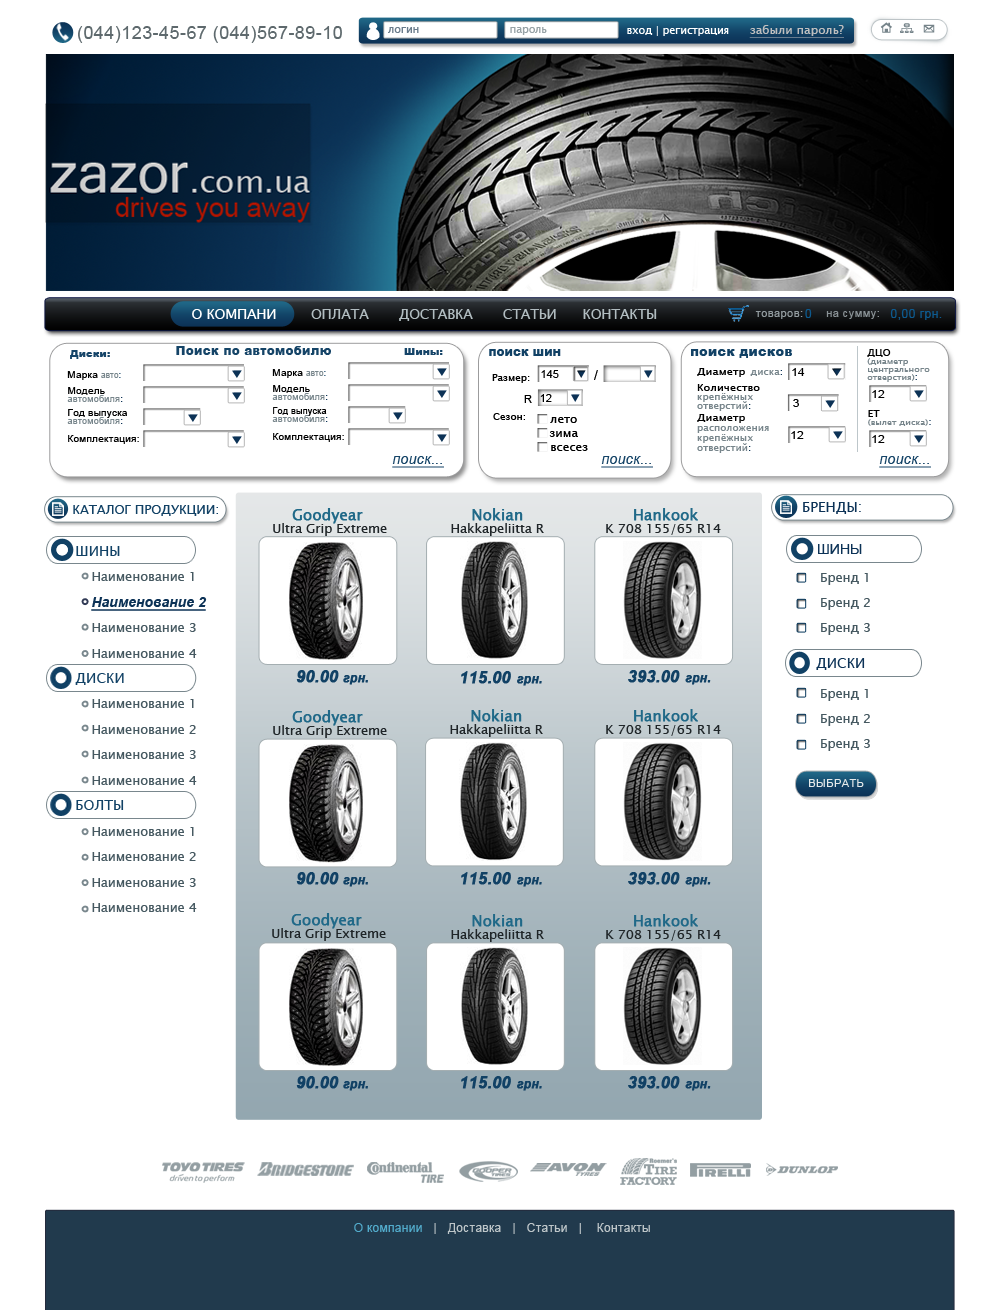 (044)123-45-67 (044)567-89-10
логин
пароль
вход | регистрация
забыли пароль?
zazor.com.ua
drives you away
g-Force
О КОМПАНИ
ОПЛАТА
ДОСТАВКА
СТАТЬИ
КОНТАКТЫ
товаров:0
на сумму: 0,00 грн.
Поиск по автомобилю
Диски:
Марка авто:
Модель
автомобиля:
Год выпуска
автомобиля:
Комплектация:
Шины:
Марка авто:
Модель
автомобиля:
Год выпуска
автомобиля:
Комплектация:
поиск...
поиск шин
Размер: 145 /
R 12
Сезон:
лето
зима
всесез
поиск...
поиск дисков
Диаметр диска: 14
Количество
крепёжных
отверстий: 3
Диаметр
расположения
крепёжных
отверстий: 12
ДЦО
(диаметр
центрального
отверстия):
12
ET
(вылет диска):
12
поиск...
КАТАЛОГ ПРОДУКЦИИ:
ШИНЫ
Наименование 1
Наименование 2
Наименование 3
Наименование 4
ДИСКИ
Наименование 1
Наименование 2
Наименование 3
Наименование 4
БОЛТЫ
Наименование 1
Наименование 2
Наименование 3
Наименование 4
Goodyear
Ultra Grip Extreme
90.00 грн.
Nokian
Hakkapeliitta R
115.00 грн.
Hankook
K 708 155/65 R14
393.00 грн.
Goodyear
Ultra Grip Extreme
90.00 грн.
Nokian
Hakkapeliitta R
115.00 грн.
Hankook
K 708 155/65 R14
393.00 грн.
Goodyear
Ultra Grip Extreme
90.00 грн.
Nokian
Hakkapeliitta R
115.00 грн.
Hankook
K 708 155/65 R14
393.00 грн.
БРЕНДЫ:
ШИНЫ
Бренд 1
Бренд 2
Бренд 3
ДИСКИ
Бренд 1
Бренд 2
Бренд 3
ВЫБРАТЬ
TOYO TIRES
driven to perform
BRIDGESTONE
Continental
TIRE
COOPER
TIRES
AVON
TYRES
TIRE
FACTORY
PIRELLI
DUNLOP
О компании | Доставка | Статьи | Контакты